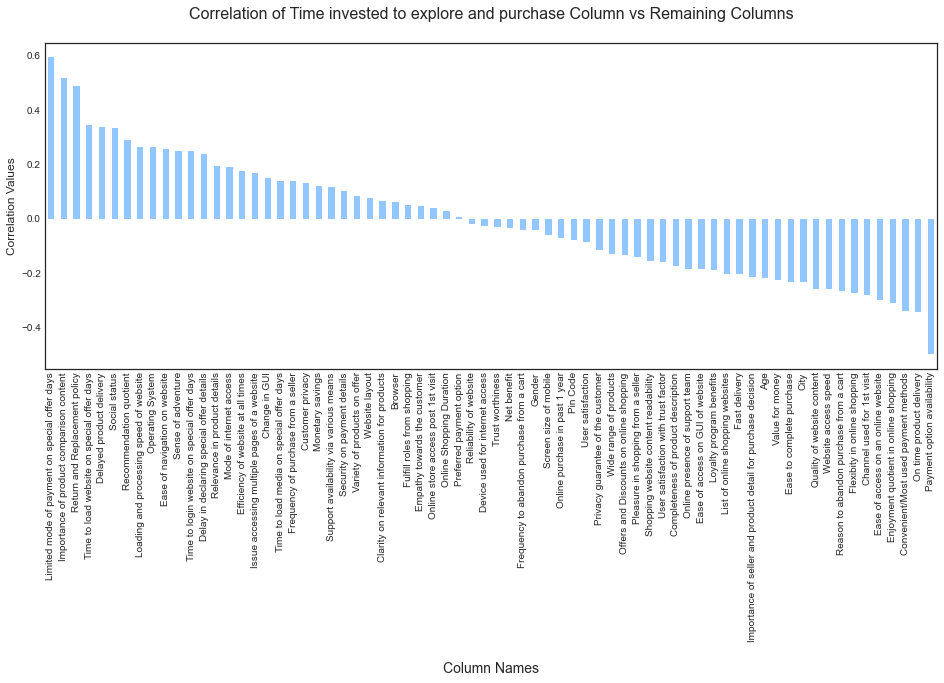 Correlation of Time invested to explore and purchase Column vs Remaining Columns
Correlation Values
0.6
0.4
0.2
0.0
−0.2
−0.4
Limited mode of payment on special offer days
Importance of product comparison content
Return and Replacement Policy
Time to load website on special offer days
Delayed product delivery
Social status
Recommendation quotient
Loading and processing speed of website
Operating System
Ease of navigation on website
Sense of adventure
Time to login website on special offer days
Delay in declaring special offer details
Relevance in product details
Mode of internet access
Efficiency of website at all times
Issue accessing multiple pages of a website
Change in GUI
Time to load media on special offer days
Frequency of purchase from a seller
Customer privacy
Monetary savings
Support availability via various means
Security on payment details
Variety of products on offer
Website layout
Clarity on relevant information for products
Browser
Fulfill roles from shopping
Empathy towards the customer
Online store access post 1st visit
Online Shopping Duration
Preferred payment option
Reliability of website
Device used for internet access
Trust worthiness
Net benefit
Frequency to abandon purchase from a cart
Gender
Screen size of mobile
Online purchase in past 1 year
Pin Code
User satisfaction
Privacy guarantee of the customer
Wide range of products
Offers and Discounts on online shopping
Pleasure in shopping from a seller
Shopping website content readability
User satisfaction with trust factor
Completeness of product description
Online presence of support team
Ease of access on GUI of website
Loyalty program benefits
List of online shopping websites
Fast delivery
Importance of seller and product detail for purchase decision
Age
Value for money
Ease to complete purchase
City
Quality of website content
Website access speed
Reason to abandon purchase from a cart
Flexibity in online shopping
Channel used for 1st visit
Ease of access on an online website
Enjoyment quotient in online shopping
Convenient/Most used payment methods
On time product delivery
Payment option availability
Column Names